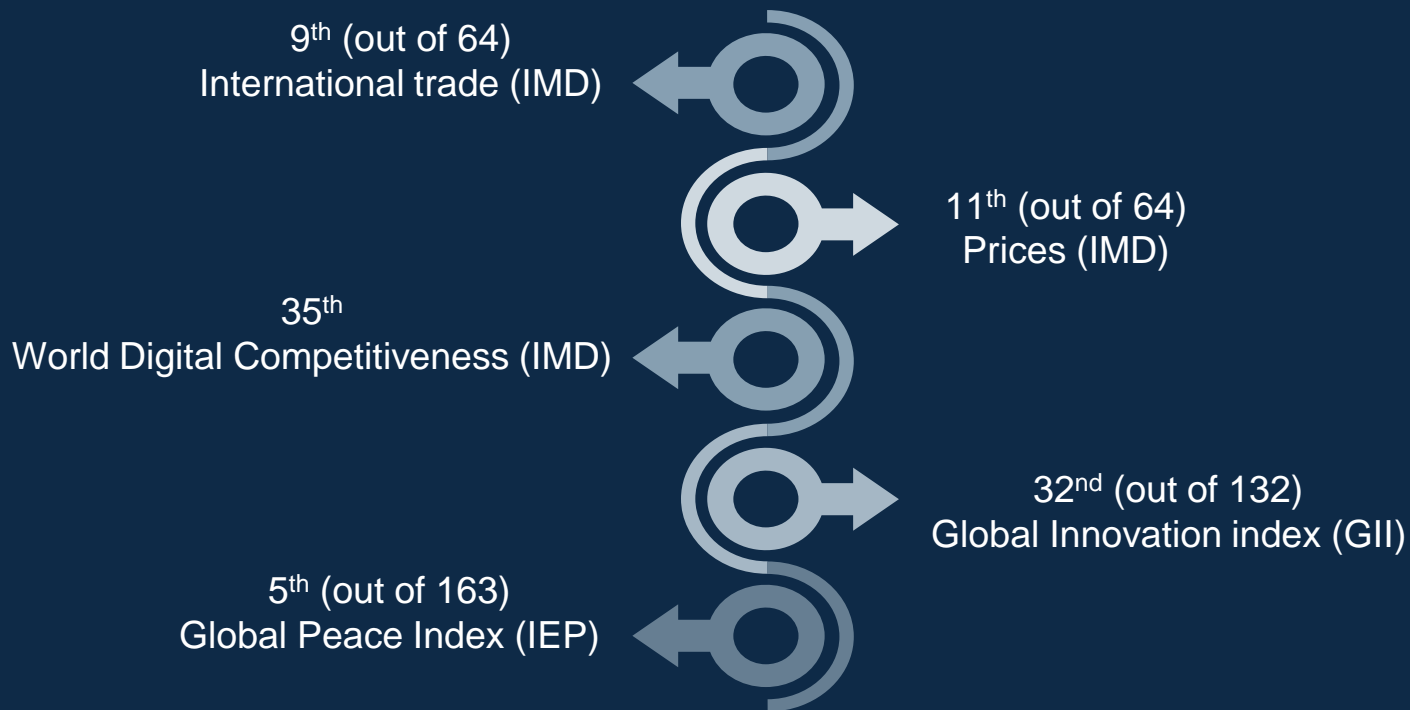 9th (out of 64)
International trade (IMD)
11th (out of 64)
Prices (IMD)
35th
World Digital Competitiveness (IMD)
32nd (out of 132)
Global Innovation index (GII)
5th (out of 163)
Global Peace Index (IEP)